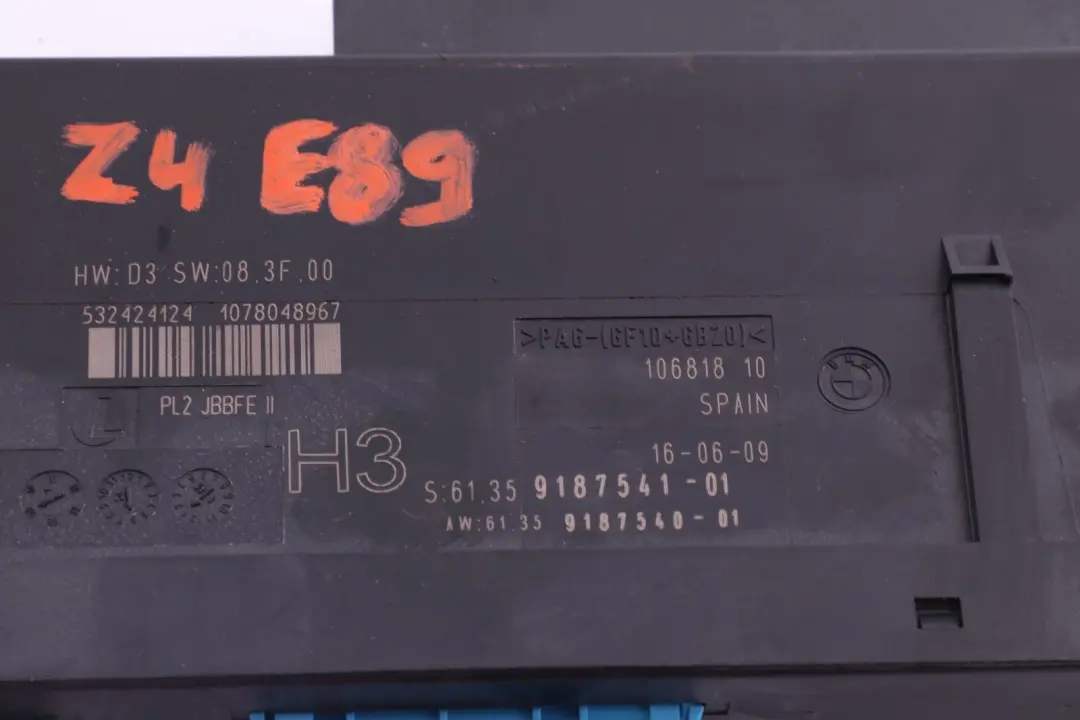 Z4 E89
HW: D3 SW:08.3F.00
532424124 1078048967
>PA6-(GF10+GB20)<
106818 10
PL2 JBBFE II
SPAIN
H3
16-06-09
S:61.35 9187541-01
AW:61.35 9187540-01